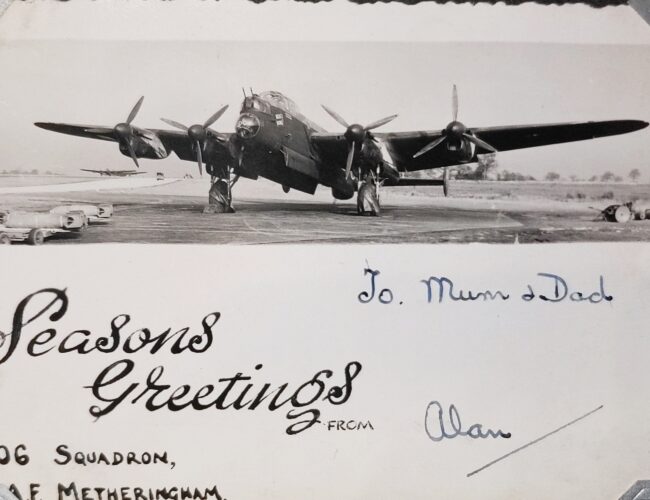 To. Mum & Dad
Seasons
Greetings
FROM
Alan
06 SQUADRON,
A.F. METHERINGHAM.